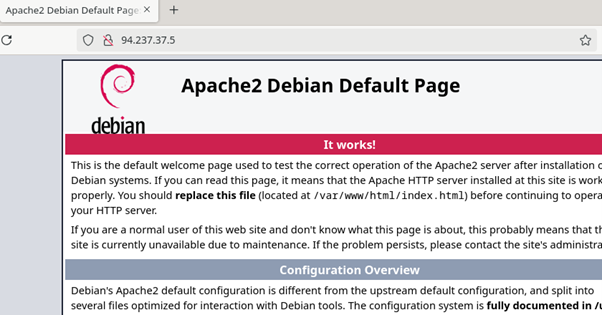 Apache2 Debian Default Page
94.237.37.5
Apache2 Debian Default Page
debian
It works!
This is the default welcome page used to test the correct operation of the Apache2 server after installation
Debian systems. If you can read this page, it means that the Apache HTTP server installed at this site is
properly. You should replace this file (located at /var/www/html/index.html) before continuing to
your HTTP server.
If you are a normal user of this web site and don't know what this page is about, this probably means that
site is currently unavailable due to maintenance. If the problem persists, please contact the site's
Configuration Overview
Debian's Apache2 default configuration is different from the upstream default configuration, and split into
several files optimized for interaction with Debian tools. The configuration system is fully documented in